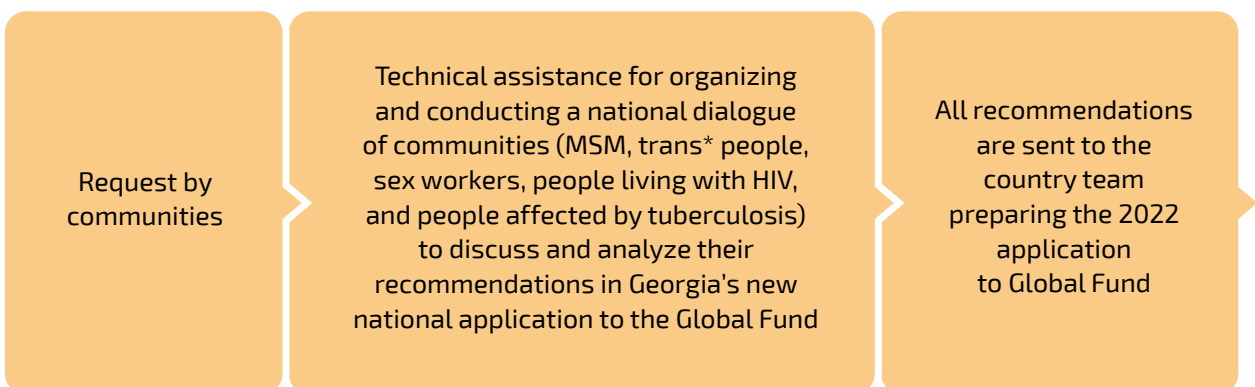 Request by
communities
Technical assistance for organizing
and conducting a national dialogue
of communities (MSM, trans* people,
sex workers, people living with HIV,
and people affected by tuberculosis)
to discuss and analyze their
recommendations in Georgia's new
national application to the Global Fund
All recommendations
are sent to the
country team
preparing the 2022
application
to Global Fund